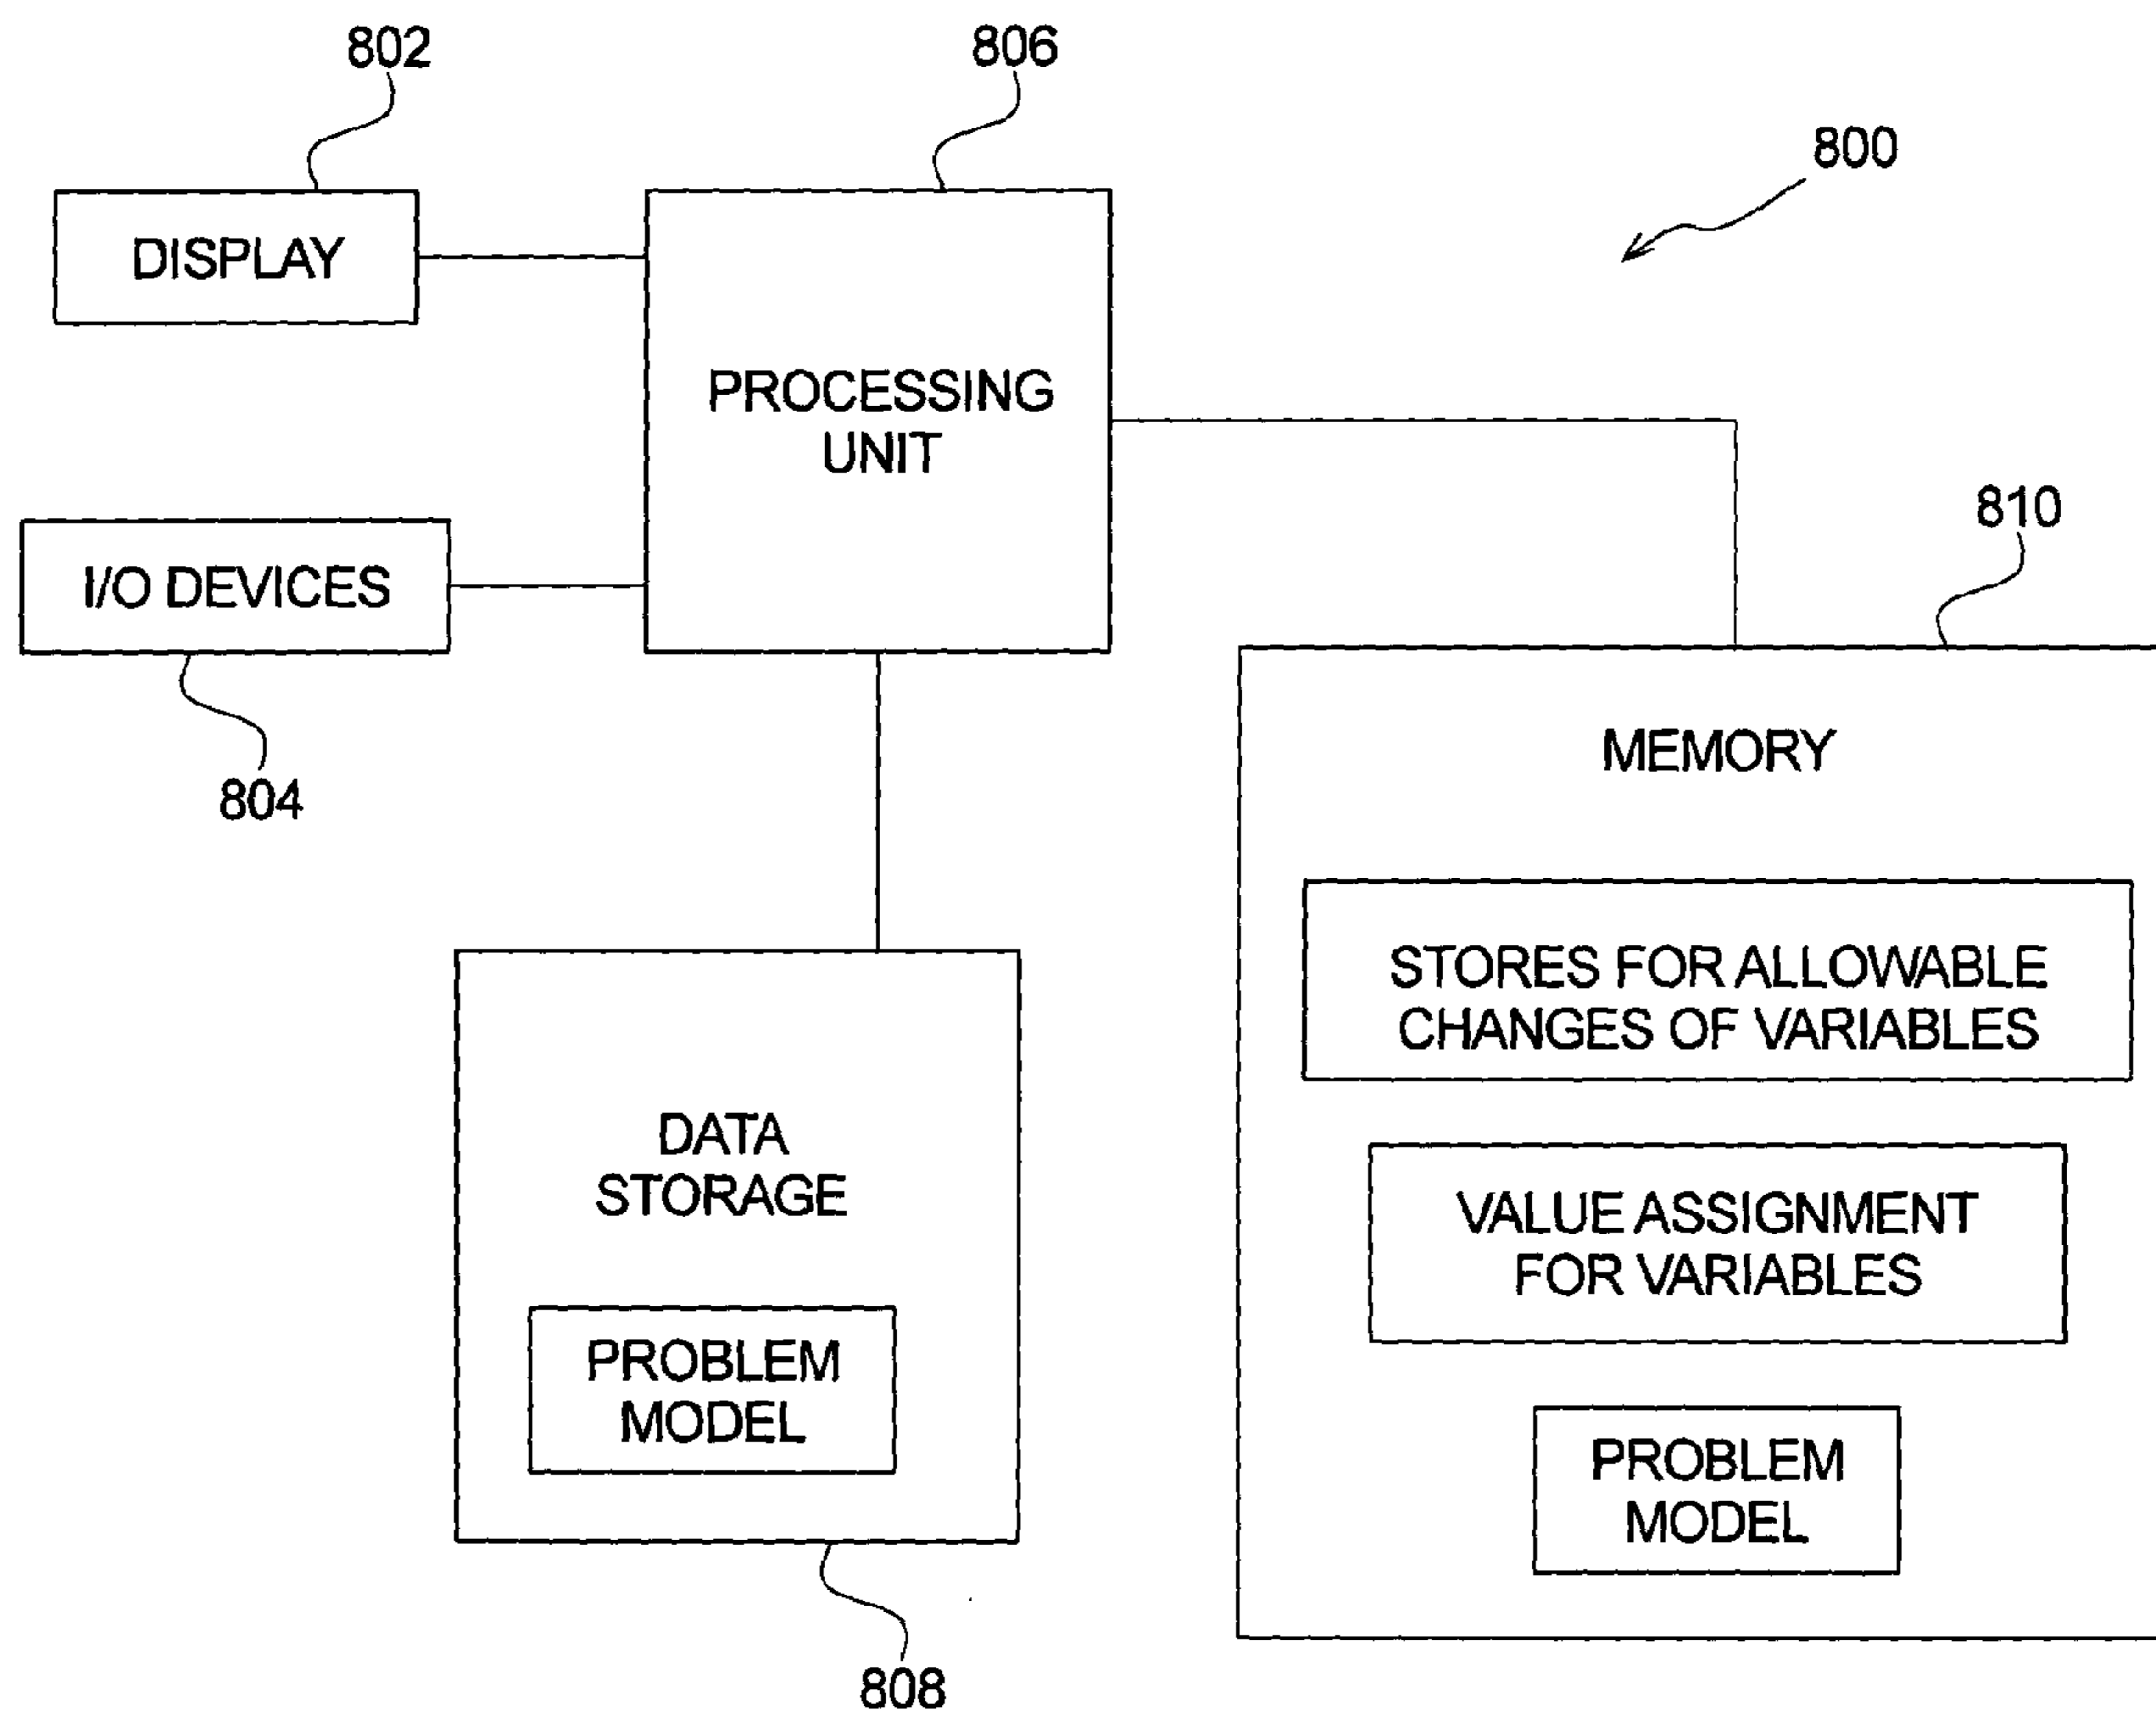 802
806
800
DISPLAY
PROCESSING
UNIT
I/O DEVICES
810
804
MEMORY
STORES FOR ALLOWABLE
CHANGES OF VARIABLES
DATA
STORAGE
VALUE ASSIGNMENT
FOR VARIABLES
PROBLEM
MODEL
PROBLEM
MODEL
808